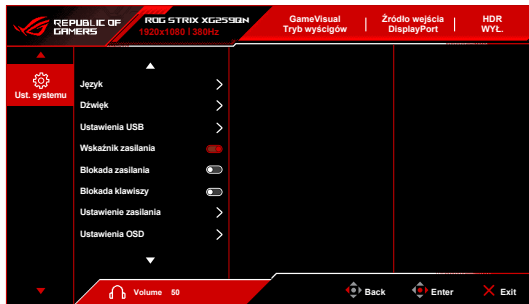 REPUBLIC OF
GAMERS
ROG STRIX XG259QN
1920x1080 | 360Hz
GameVisual
Tryb wyścigów
Źródło wejścia
DisplayPort
HDR
WYŁ.
Ust. systemu
Język
Dźwięk
Ustawienia USB
Wskaźnik zasilania
Blokada zasilania
Blokada klawiszy
Ustawienie zasilania
Ustawienia OSD
Volume 50
Back
Enter
Exit